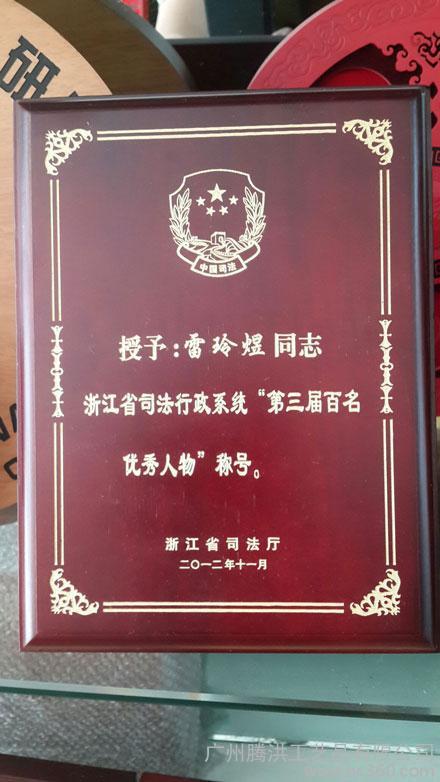 研
中国司法
授予：雷玲煜同志
浙江省司法行政系统“第三届百名
优秀人物”称号。
浙江省司法厅
二〇一二年十一月
广州腾洪工艺品有限公司